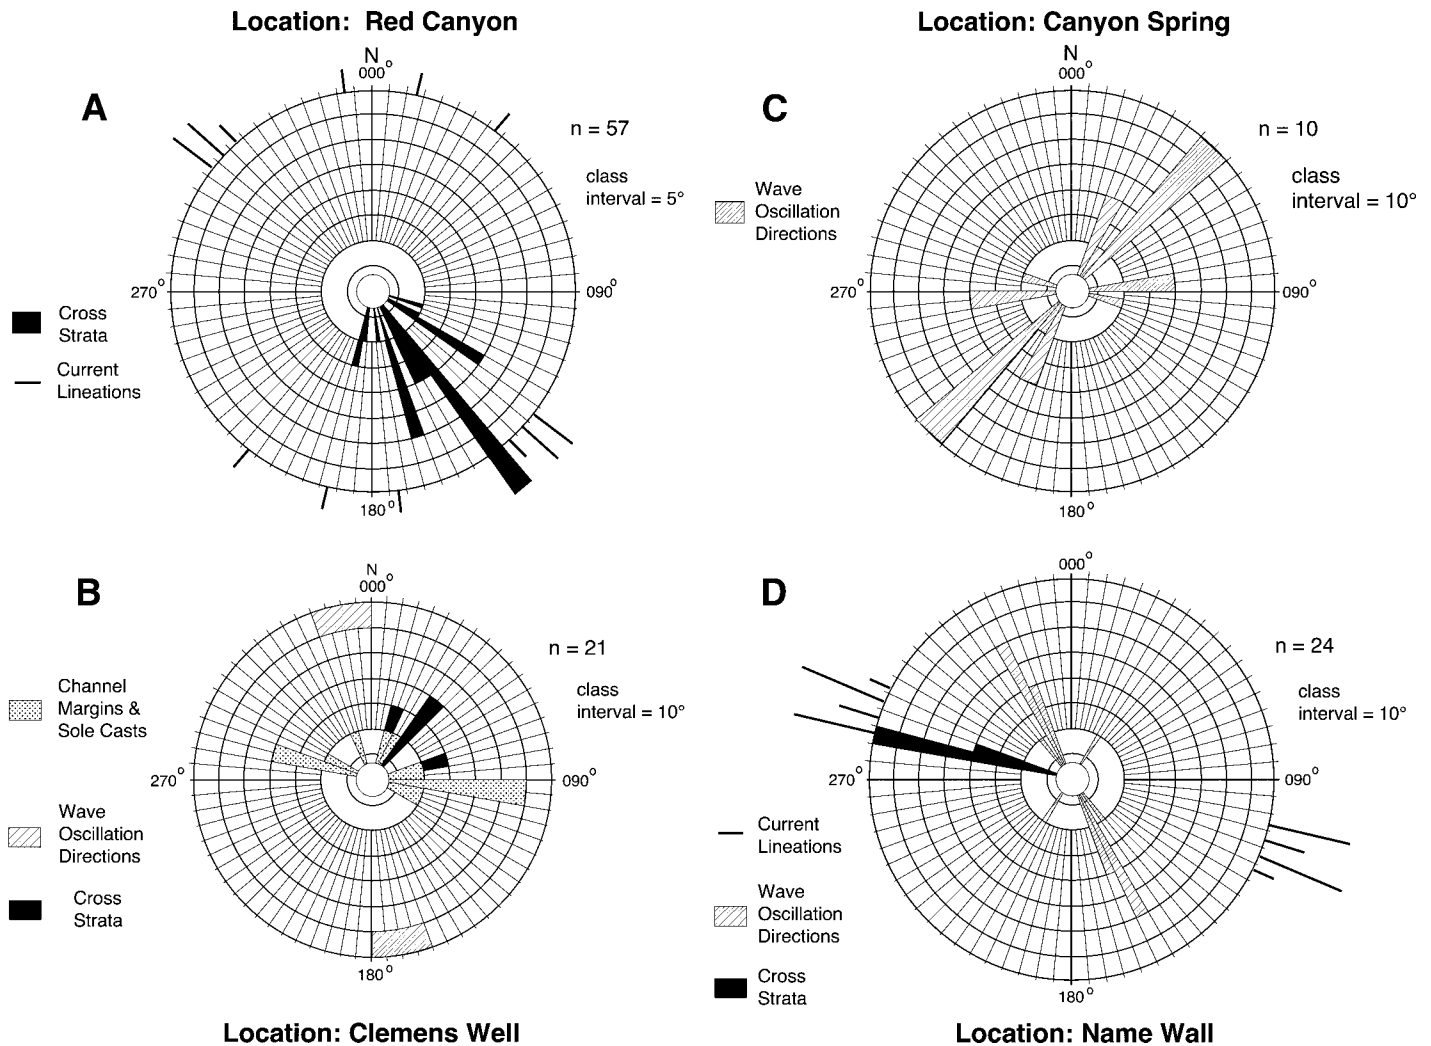 Location: Red Canyon
A
N
000°
n = 57
class
interval = 5°
270°
090°
Cross
Strata
Current
Lineations
180°
Location: Canyon Spring
C
N
000°
n = 10
class
interval = 10°
Wave
Oscillation
Directions
270°
090°
180°
B
N
000°
n = 21
class
interval = 10°
Channel
Margins &
Sole Casts
270°
090°
Wave
Oscillation
Directions
Cross
Strata
180°
Location: Clemens Well
D
000°
n = 24
class
interval = 10°
270°
090°
Current
Lineations
Wave
Oscillation
Directions
Cross
Strata
180°
Location: Name Wall